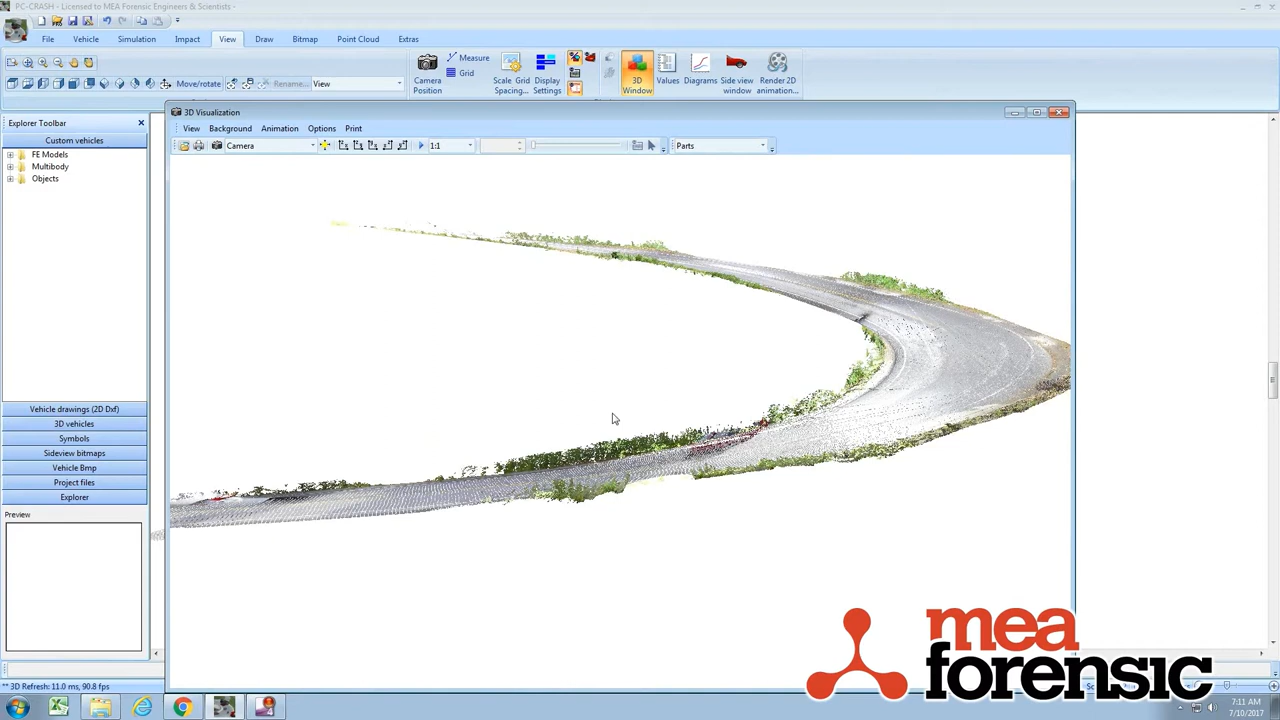 PC-CRASH - Licensed to MEA Forensic Engineers & Scientists -
File Vehicle Simulation Impact View Draw Bitmap Point Cloud Extras
Move/rotate Rename... View
Camera Position
Measure
Grid
Scale Grid Spacing...
Display Settings
3D Window
Values
Diagrams
Side view window
Render 2D animation...
Explorer Toolbar
Custom vehicles
FE Models
Multibody
Objects
Vehicle drawings (2D Dxf)
3D vehicles
Symbols
Sideview bitmaps
Vehicle Bmp
Project files
Explorer
Preview
3D Visualization
View Background Animation Options Print
Camera 1:1 Parts
mea
forensic
** 3D Refresh: 11.0 ms, 90.8 fps
7:11 AM
7/10/2017